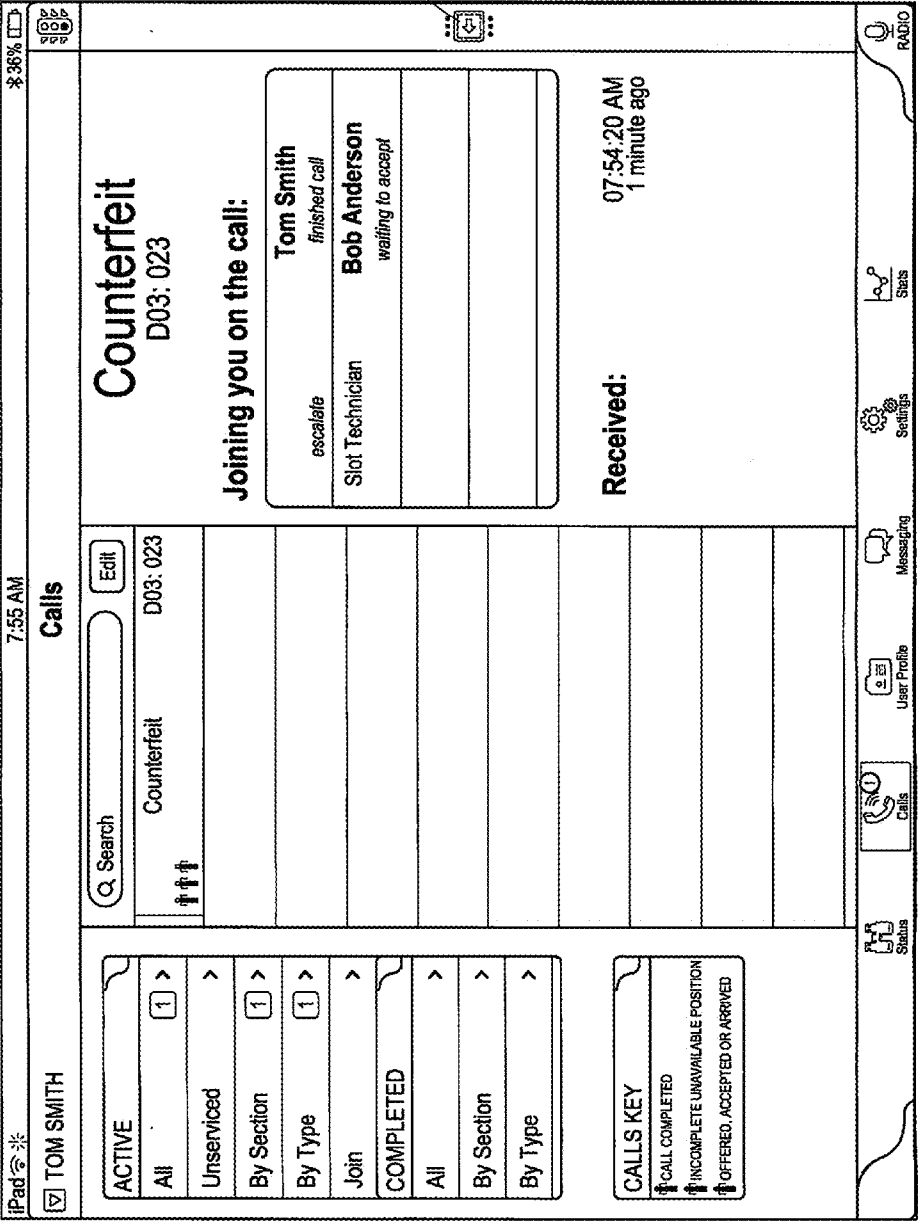 iPad 7:55 AM 36%
TOM SMITH Calls
ACTIVE
All 1 >
Unserviced >
By Section 1 >
By Type 1 >
Join >
COMPLETED
All >
By Section >
By Type >
CALLS KEY
CALL COMPLETED
INCOMPLETE UNAVAILABLE POSITION
OFFERED, ACCEPTED OR ARRIVED
Search Edit
Counterfeit D03: 023
Counterfeit
D03: 023
Joining you on the call:
escalate Tom Smith
finished call
Slot Technician Bob Anderson
waiting to accept
Received: 07:54:20 AM
1 minute ago
Status
Calls 1
User Profile
Messaging
Settings
Stats
RADIO